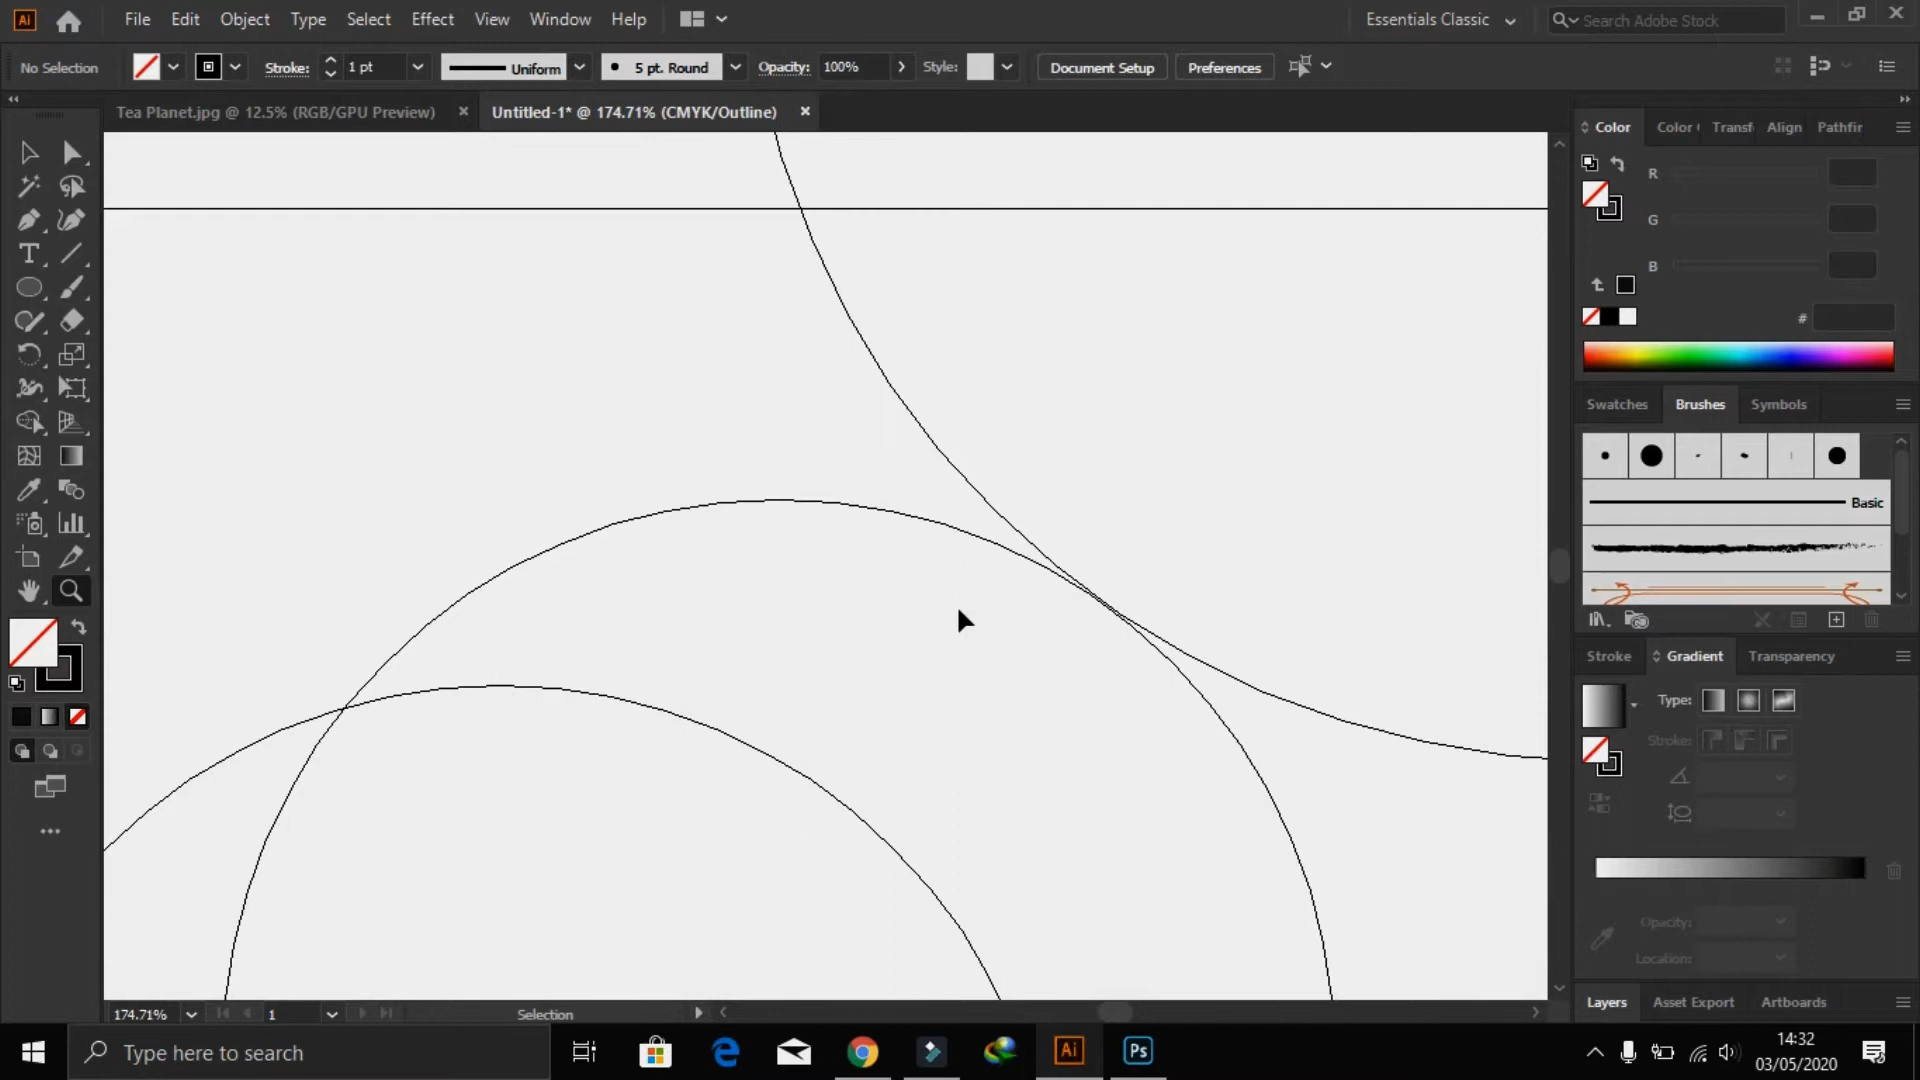 Ai File Edit Object Type Select Effect View Window Help Essentials Classic Search Adobe Stock
No Selection Stroke: 1 pt Uniform 5 pt. Round Opacity: 100% Style: Document Setup Preferences
Tea Planet.jpg @ 12.5% (RGB/GPU Preview) Untitled-1* @ 174.71% (CMYK/Outline)
Color Color Transf Align Pathfir
R
G
B
#
Swatches Brushes Symbols
Basic
Stroke Gradient Transparency
Type:
Stroke:
Opacity:
Location:
174.71% 1 Selection
Layers Asset Export Artboards
Type here to search Ai Ps
14:32
03/05/2020